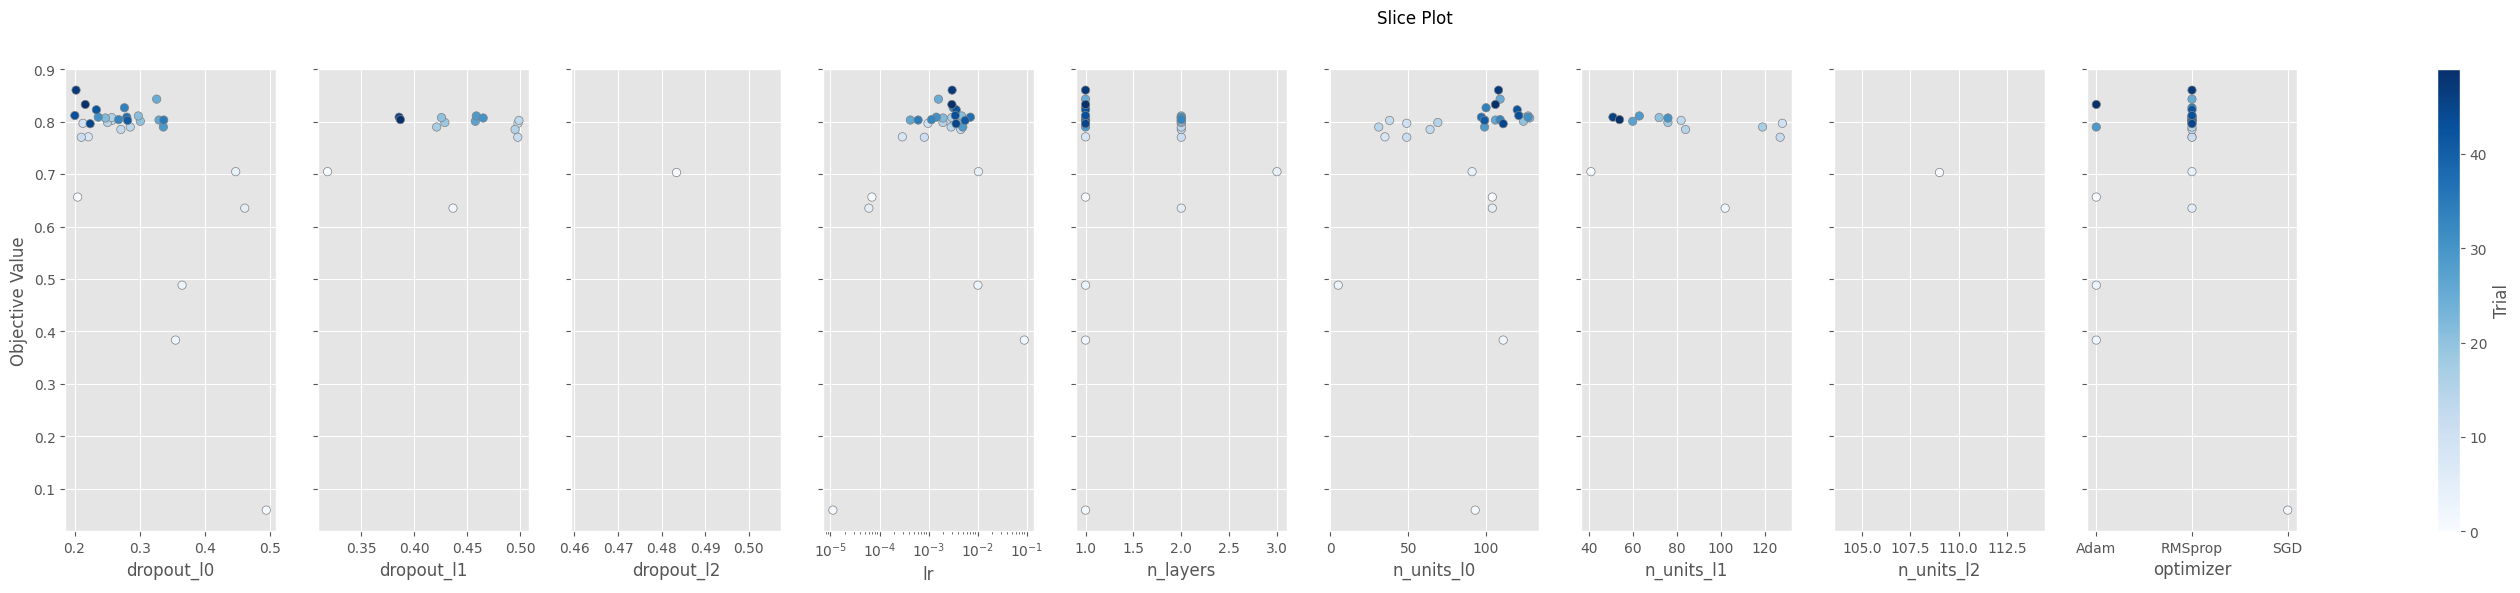 Slice Plot
Objective Value
0.9
0.8
0.7
0.6
0.5
0.4
0.3
0.2
0.1
0.2 0.3 0.4 0.5
dropout_l0
0.35 0.40 0.45 0.50
dropout_l1
0.46 0.47 0.48 0.49 0.50
dropout_l2
10⁻⁵ 10⁻⁴ 10⁻³ 10⁻² 10⁻¹
lr
1.0 1.5 2.0 2.5 3.0
n_layers
0 50 100
n_units_l0
40 60 80 100 120
n_units_l1
105.0 107.5 110.0 112.5
n_units_l2
Adam RMSprop SGD
optimizer
40
30
20
10
0
Trial